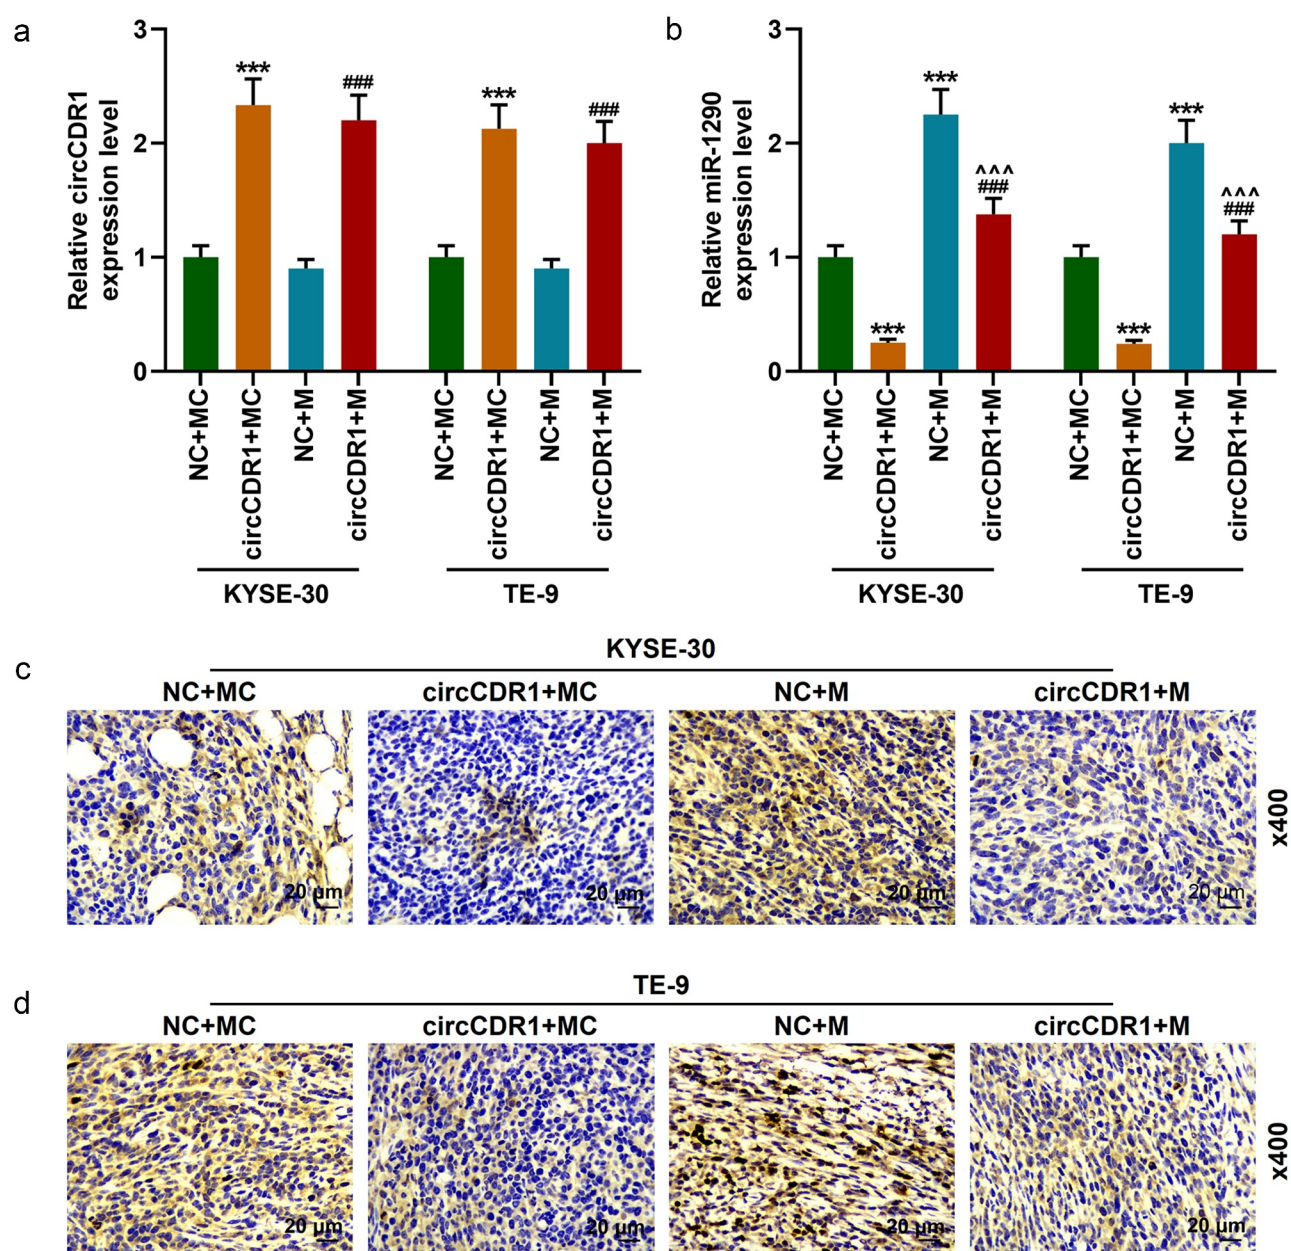 a
Relative circCDR1
expression level
3
2
1
0
***
###
***
###
NC+MC
circCDR1+MC
NC+M
circCDR1+M
NC+MC
circCDR1+MC
NC+M
circCDR1+M
KYSE-30
TE-9
b
Relative miR-1290
expression level
3
2
1
0
***
***
^^^
###
***
***
^^^
###
NC+MC
circCDR1+MC
NC+M
circCDR1+M
NC+MC
circCDR1+MC
NC+M
circCDR1+M
KYSE-30
TE-9
c
KYSE-30
NC+MC
circCDR1+MC
NC+M
circCDR1+M
20 μm
20 μm
20 μm
20 μm
x400
d
TE-9
NC+MC
circCDR1+MC
NC+M
circCDR1+M
20 μm
20 μm
20 μm
20 μm
x400